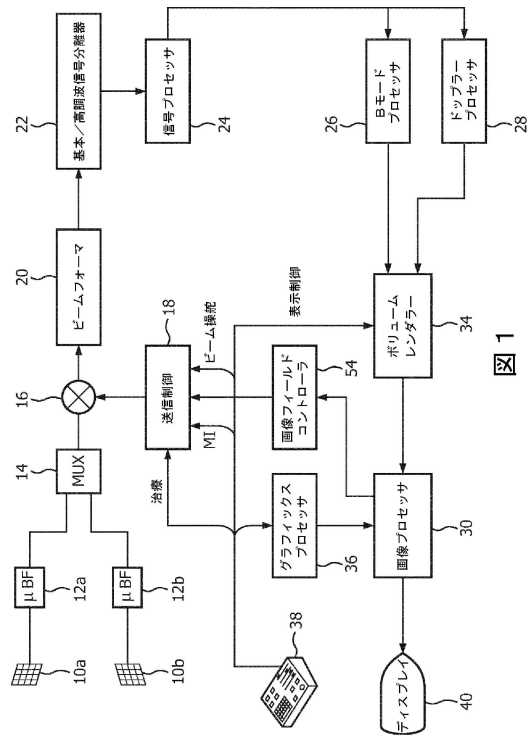 10a
10b
μBF
12a
μBF
12b
14
MUX
16
20
ビームフォーマ
22
基本／高調波信号分離器
信号プロセッサ
24
18
送信制御
治療
MI
ビーム操舵
表示制御
画像フィールド
コントローラ
54
グラフィックス
プロセッサ
36
38
26
Bモード
プロセッサ
ドップラー
プロセッサ
28
ボリューム
レンダラー
34
画像プロセッサ
30
ディスプレイ
40
図 1